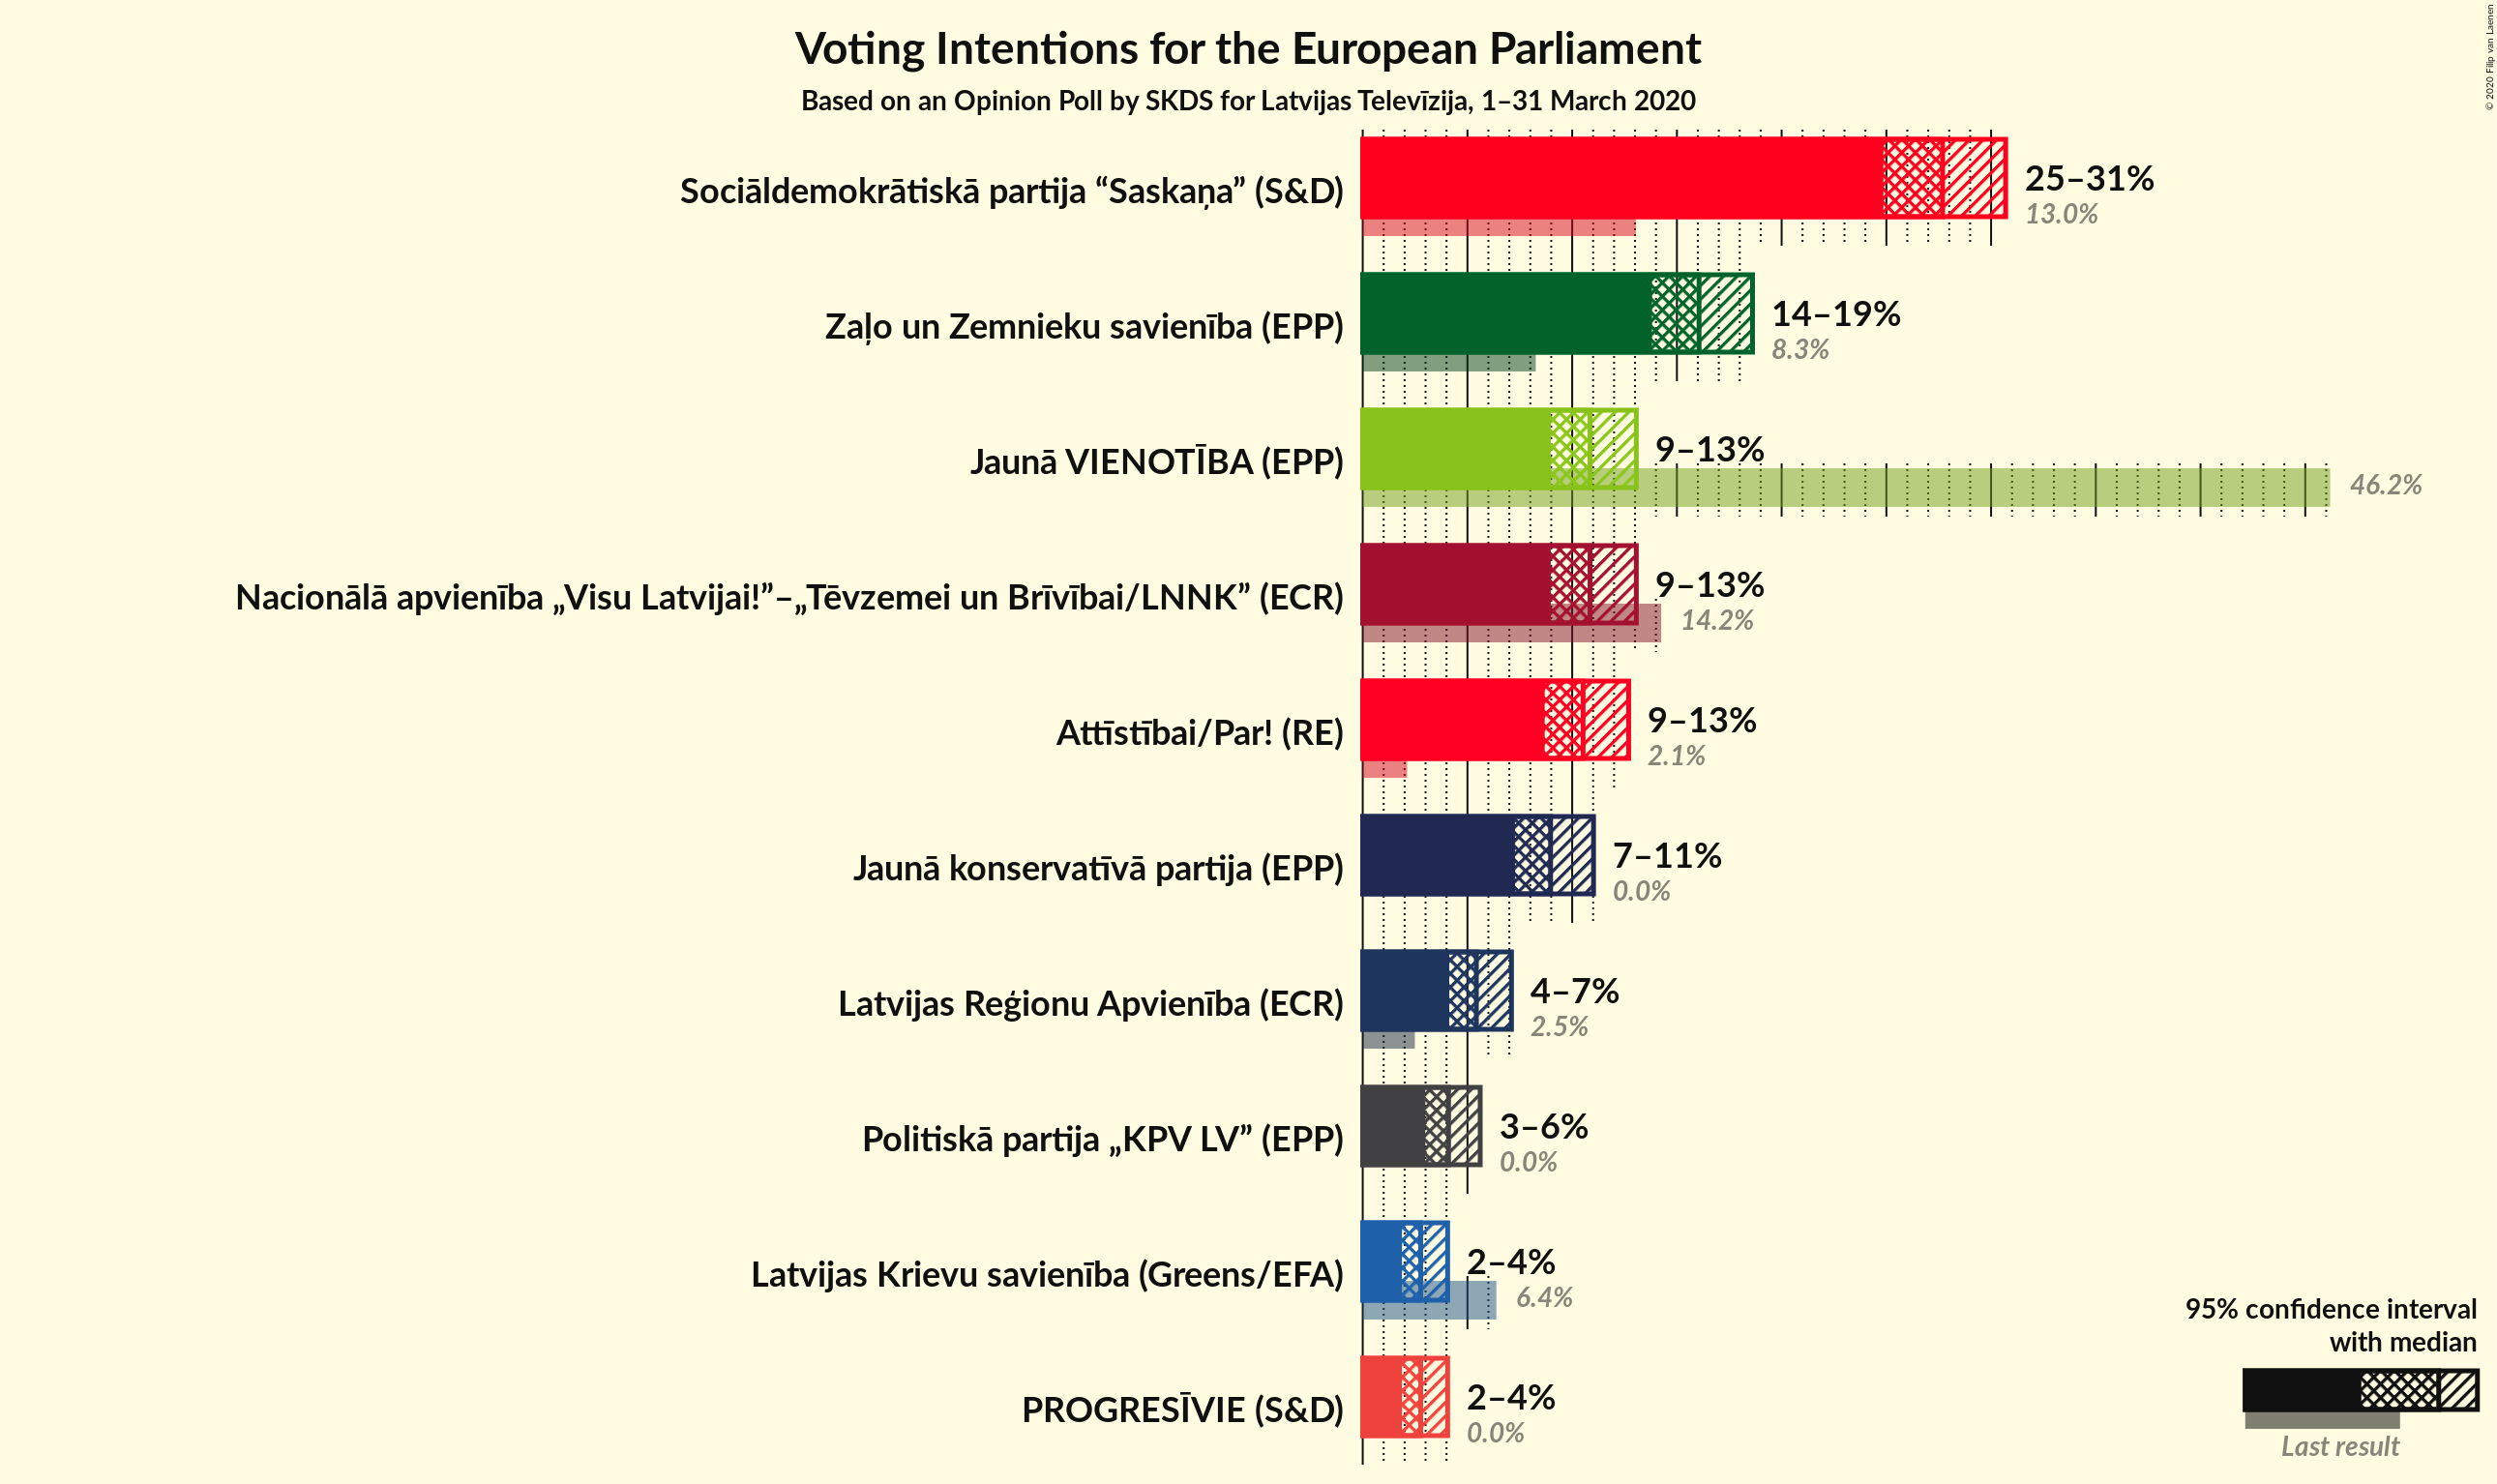 Voting Intentions for the European Parliament
Based on an Opinion Poll by SKDS for Latvijas Televīzija, 1–31 March 2020
© 2020 Filip van Laenen
Sociāldemokrātiskā partija “Saskaņa” (S&D)
25–31%
13.0%
Zaļo un Zemnieku savienība (EPP)
14–19%
8.3%
Jaunā VIENOTĪBA (EPP)
9–13%
46.2%
Nacionālā apvienība „Visu Latvijai!”–„Tēvzemei un Brīvībai/LNNK” (ECR)
9–13%
14.2%
Attīstībai/Par! (RE)
9–13%
2.1%
Jaunā konservatīvā partija (EPP)
7–11%
0.0%
Latvijas Reģionu Apvienība (ECR)
4–7%
2.5%
Politiskā partija „KPV LV” (EPP)
3–6%
0.0%
Latvijas Krievu savienība (Greens/EFA)
2–4%
6.4%
PROGRESĪVIE (S&D)
2–4%
0.0%
95% confidence interval
with median
Last result